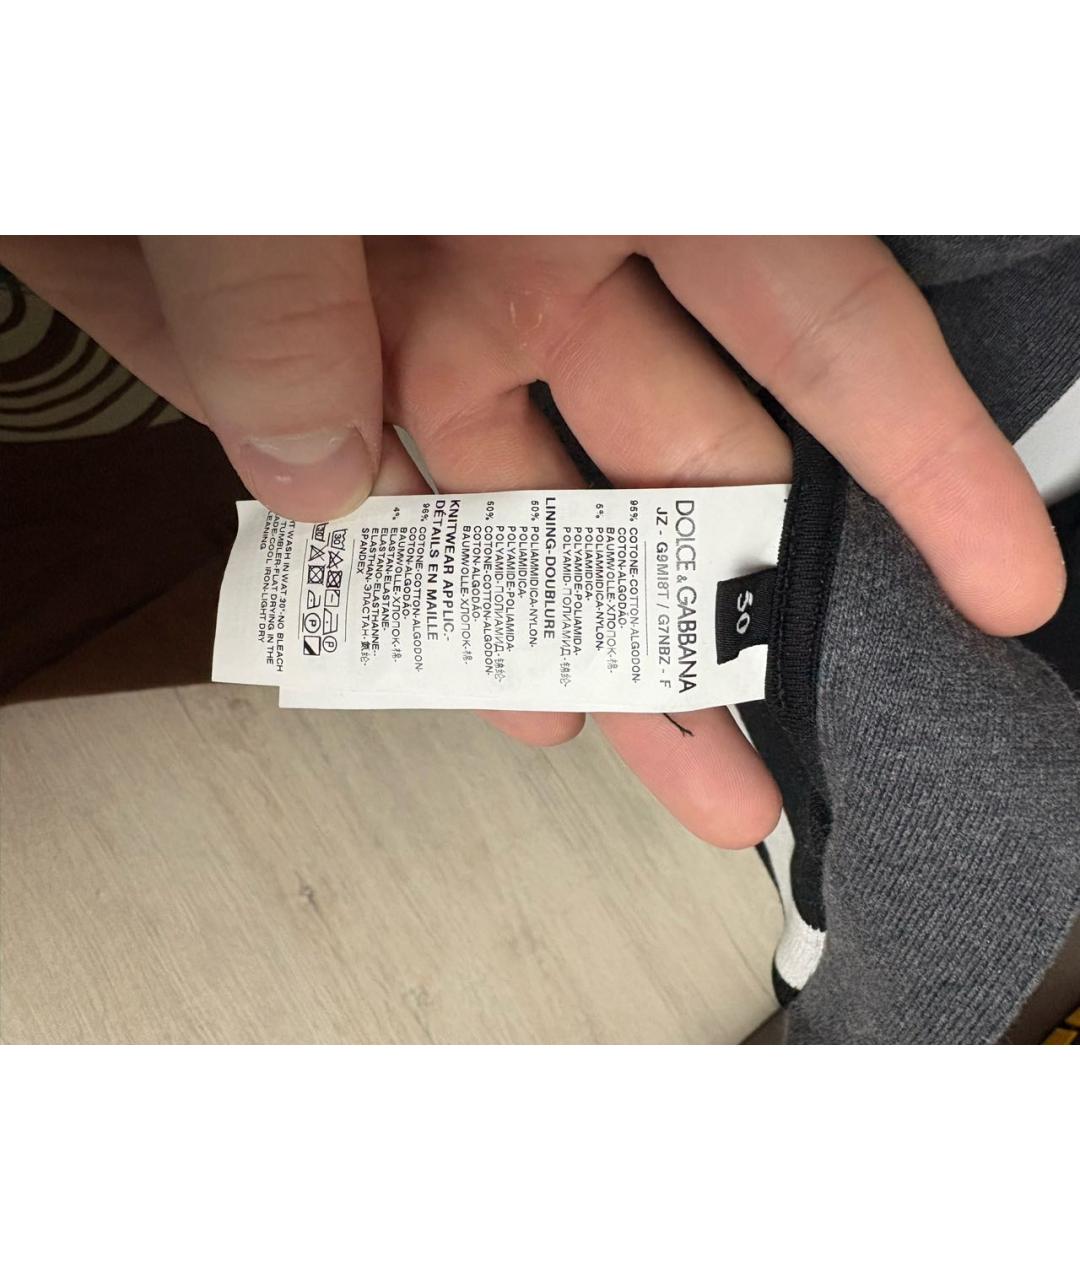 50
DOLCE & GABBANA
JZ - G9MI8T / G7NBZ - F
95% COTONE-COTTON-ALGODON-
COTON-ALGODÃO-
BAUMWOLLE-ХЛОПОК-棉-
5% POLIAMMIDICA-NYLON-
POLIAMIDICA-
POLYAMIDE-POLIAMIDA-
POLYAMID-ПОЛИАМИД-锦纶-
LINING-DOUBLURE
50% POLIAMMIDICA-NYLON-
POLIAMIDICA-
POLYAMIDE-POLIAMIDA-
POLYAMID-ПОЛИАМИД-锦纶-
50% COTONE-COTTON-ALGODON-
COTON-ALGODÃO-
BAUMWOLLE-ХЛОПОК-棉-
KNITWEAR APPLIC.-
DÉTAILS EN MAILLE
96% COTONE-COTTON-ALGODON-
COTON-ALGODÃO-
BAUMWOLLE-ХЛОПОК-棉-
4% ELASTAN-ELASTANE-
ELASTANO-ELASTHANNE--
ELASTHAN-ЭЛАСТАН-氨纶-
SPANDEX
30 P
P
WASH IN WAT.30°-NO BLEACH
TUMBLER-FLAT DRYING IN THE
COOL IRON-LIGHT DRY